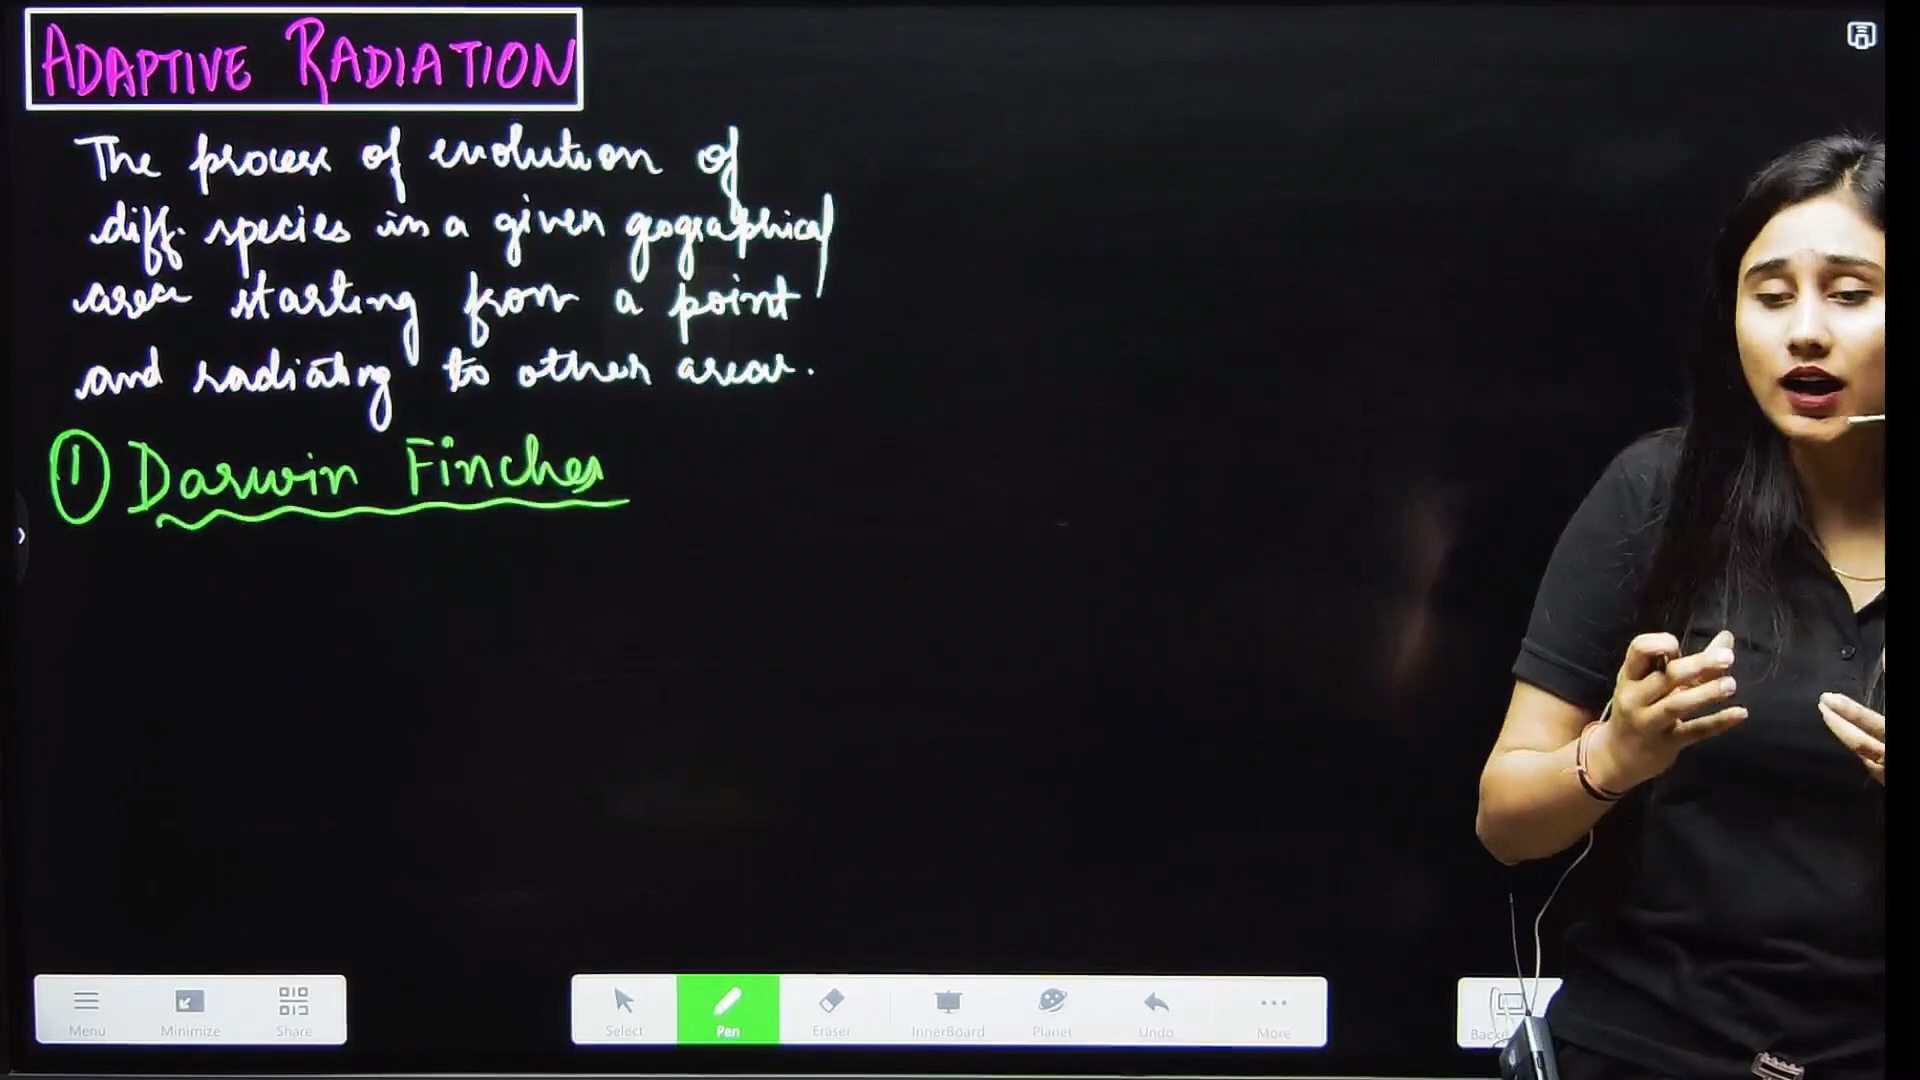 ADAPTIVE RADIATION
The process of evolution of
diff. species in a given gographical
area starting from a point
and radiating to other areas.
① Darwin Finches
Menu Minimize Share Select Pen Eraser InnerBoard Planet Undo More